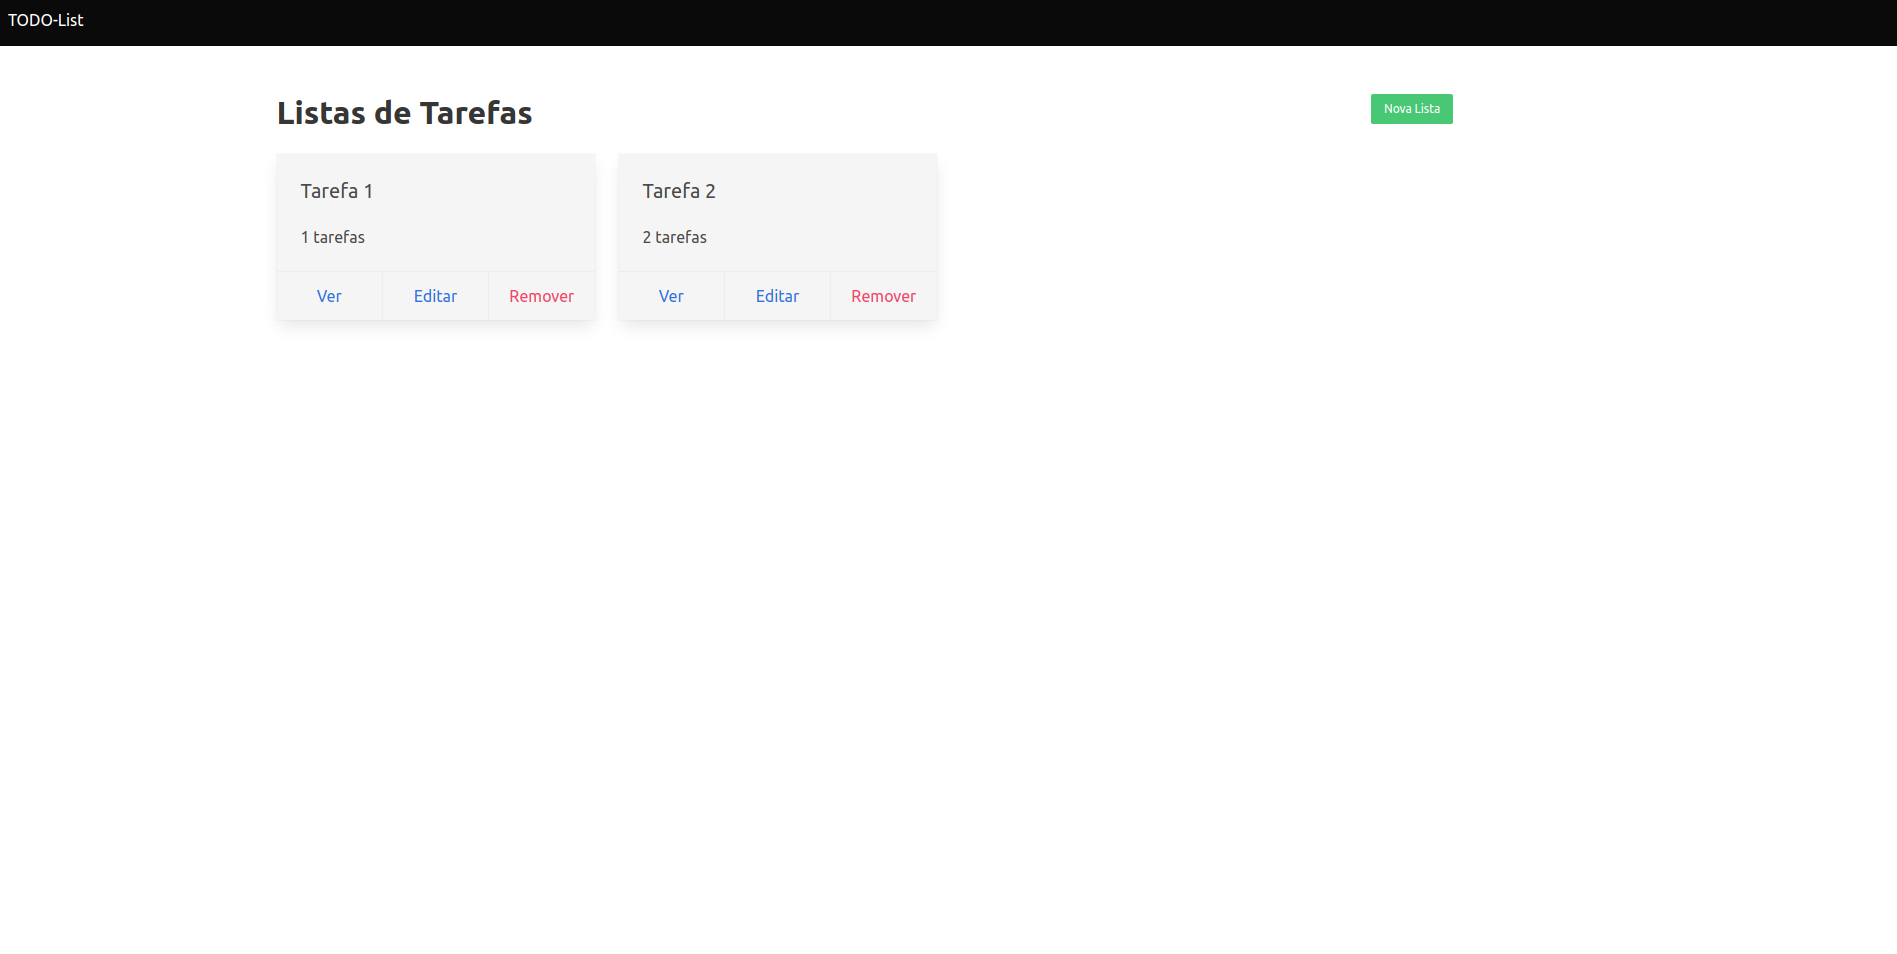 TODO-List
Listas de Tarefas
Nova Lista
Tarefa 1
1 tarefas
Ver Editar Remover
Tarefa 2
2 tarefas
Ver Editar Remover